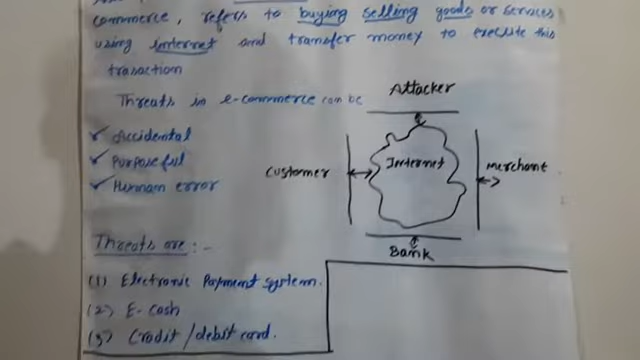 commerce, refers to buying selling goods or services
using internet and transfer money to execute this
trasaction
Threats in e-commerce can be
✓ Accidental
✓ Purposeful
✓ Human error
Attacker
Customer
Internet
Merchant
Bank
Threats are :-
(1) Electronic Payment system.
(2) E-Cash
(3) Credit/debit card.